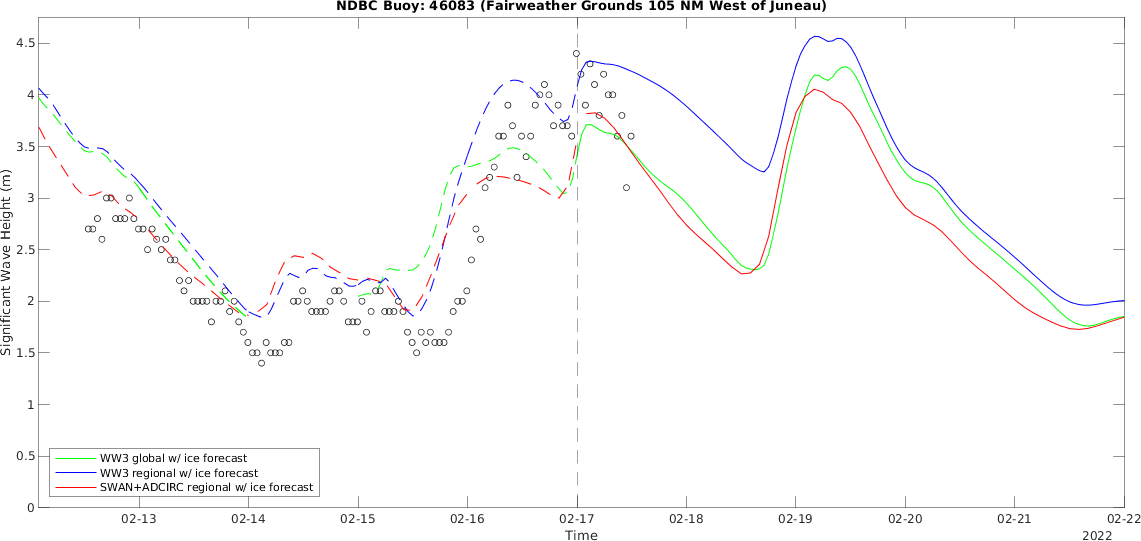 NDBC Buoy: 46083 (Fairweather Grounds 105 NM West of Juneau)
Significant Wave Height (m)
4.5
4
3.5
3
2.5
2
1.5
1
0.5
0
WW3 global w/ ice forecast
WW3 regional w/ ice forecast
SWAN+ADCIRC regional w/ ice forecast
02-13 02-14 02-15 02-16 02-17 02-18 02-19 02-20 02-21 02-22
Time
2022